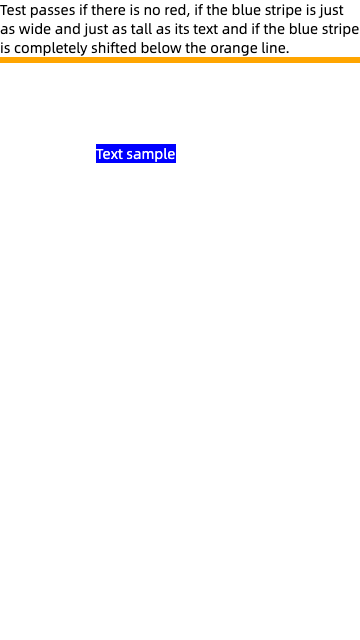 Test passes if there is no red, if the blue stripe is just
as wide and just as tall as its text and if the blue stripe
is completely shifted below the orange line.
Text sample